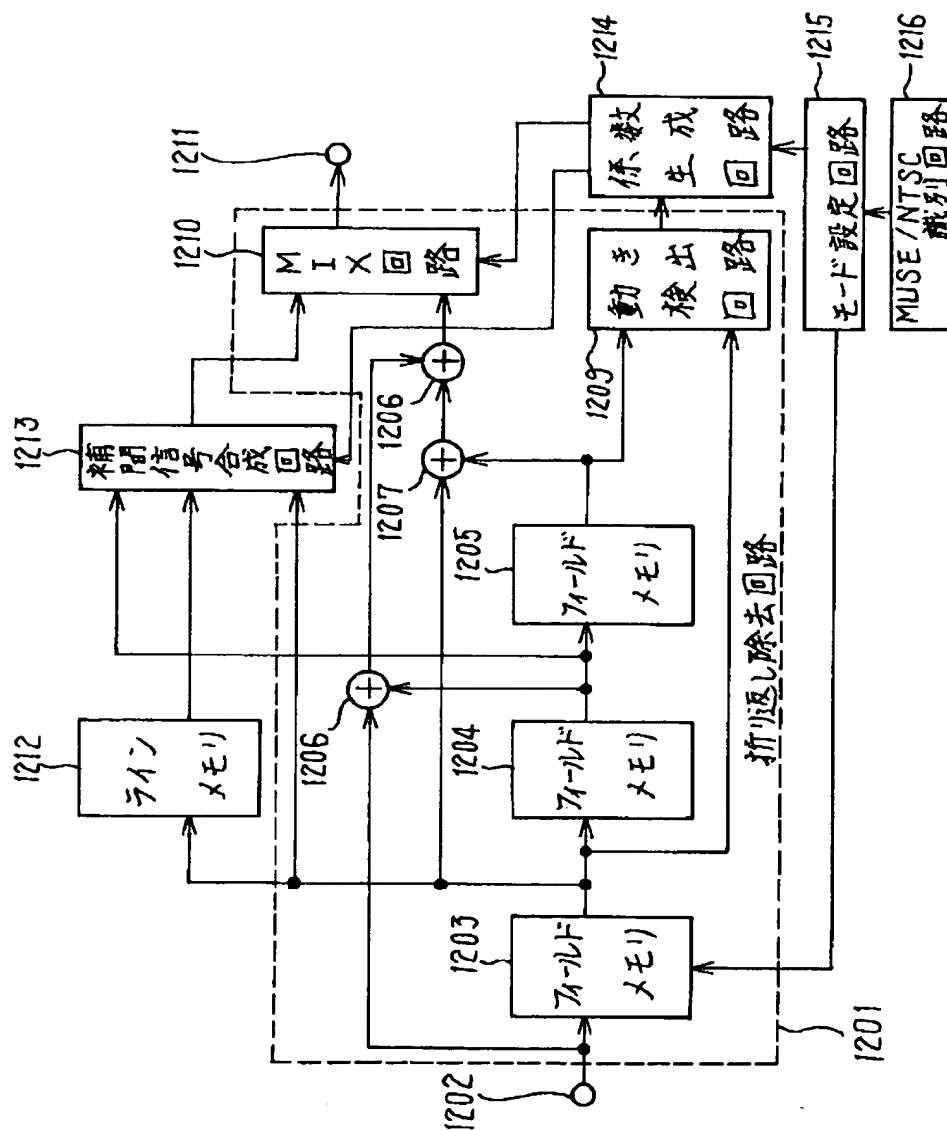 1202
1201
1203
フィールド
メモリ
1204
フィールド
メモリ
1205
フィールド
メモリ
1206
1207
1206
1212
ライン
メモリ
1213
補間信号合成回路
1210
MIX回路
1211
1209
動き
検出
回路
1214
係数
生成
回路
1215
モード設定回路
1216
MUSE/NTSC
識別回路
折り返し除去回路